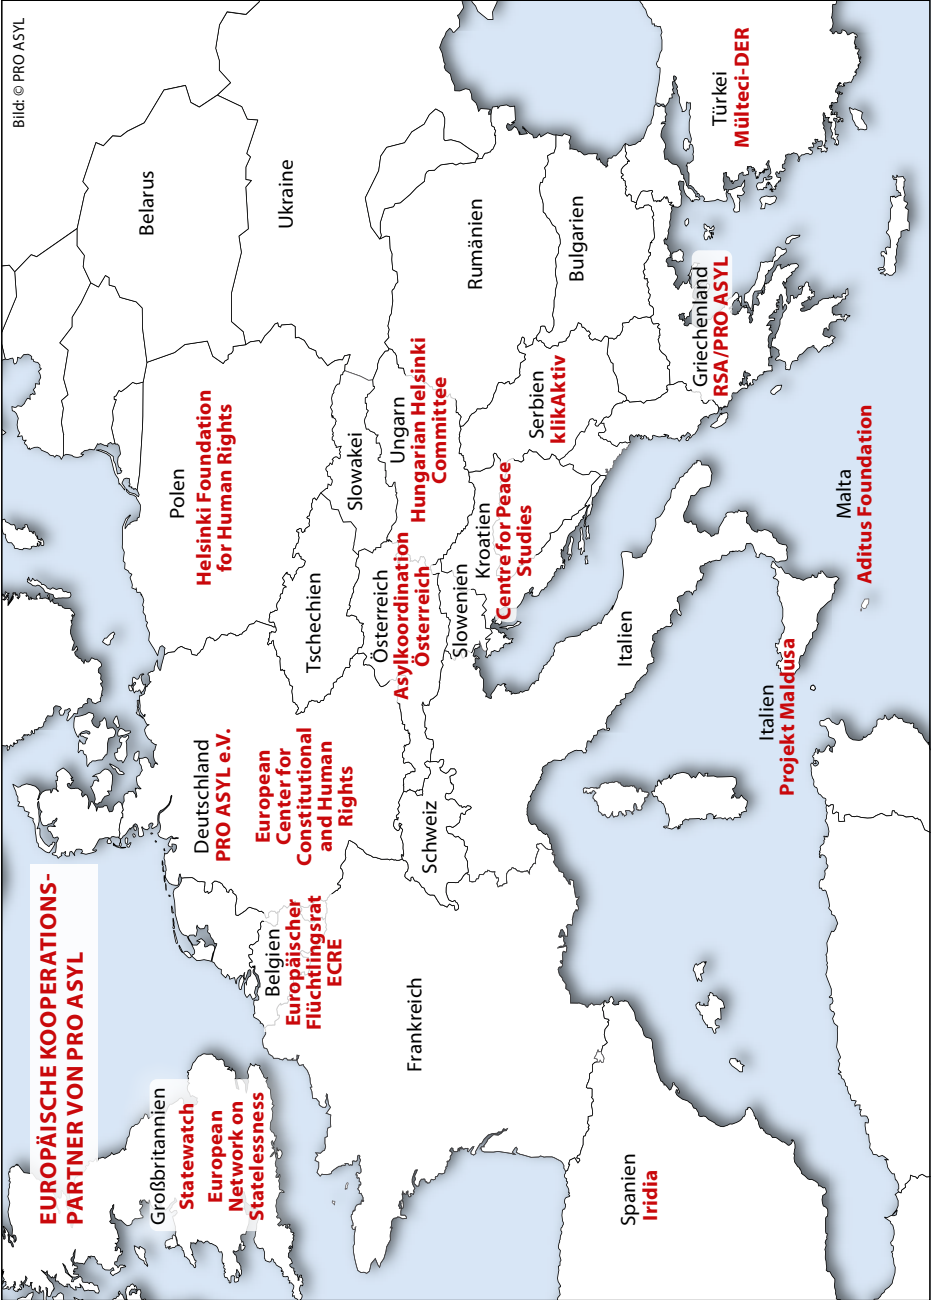 EUROPÄISCHE KOOPERATIONS-
PARTNER VON PRO ASYL
Bild: © PRO ASYL
Großbritannien
Statewatch
European
Network on
Statelessness
Belgien
Europäischer
Flüchtlingsrat
ECRE
Deutschland
PRO ASYL e.V.
European
Center for
Constitutional
and Human
Rights
Polen
Helsinki Foundation
for Human Rights
Belarus
Ukraine
Tschechien
Slowakei
Frankreich
Schweiz
Österreich
Asylkoordination
Österreich
Ungarn
Hungarian Helsinki
Committee
Slowenien
Kroatien
Centre for Peace
Studies
Rumänien
Serbien
klikAktiv
Bulgarien
Spanien
Iridia
Italien
Griechenland
RSA/PRO ASYL
Türkei
Mülteci-DER
Italien
Projekt Maldusa
Malta
Aditus Foundation